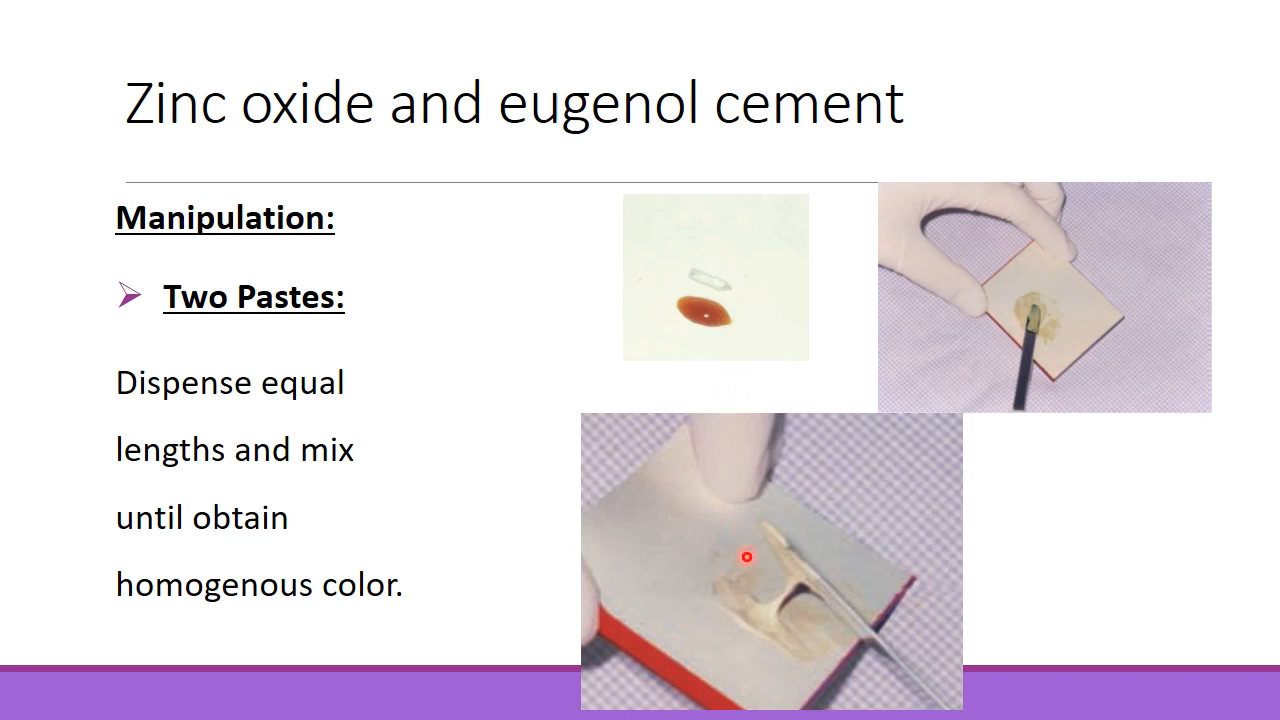 Zinc oxide and eugenol cement
Manipulation:
Two Pastes:
Dispense equal
lengths and mix
until obtain
homogenous color.